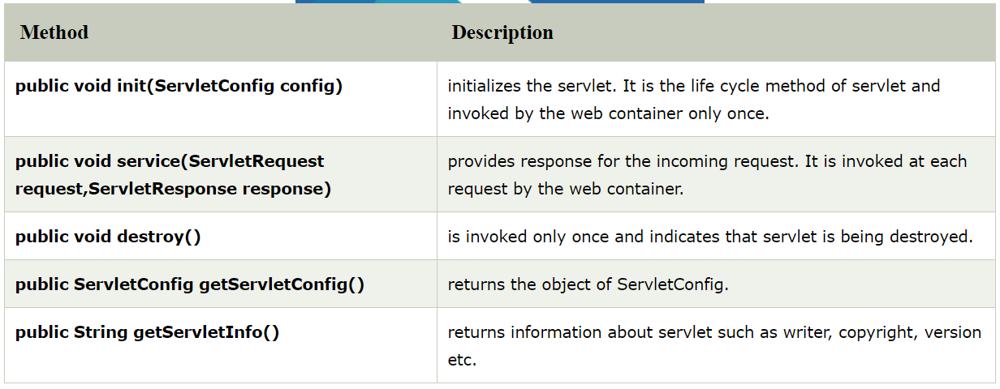 Method
Description
public void init(ServletConfig config)
initializes the servlet. It is the life cycle method of servlet and
invoked by the web container only once.
public void service(ServletRequest
request,ServletResponse response)
provides response for the incoming request. It is invoked at each
request by the web container.
public void destroy()
is invoked only once and indicates that servlet is being destroyed.
public ServletConfig getServletConfig()
returns the object of ServletConfig.
public String getServletInfo()
returns information about servlet such as writer, copyright, version
etc.